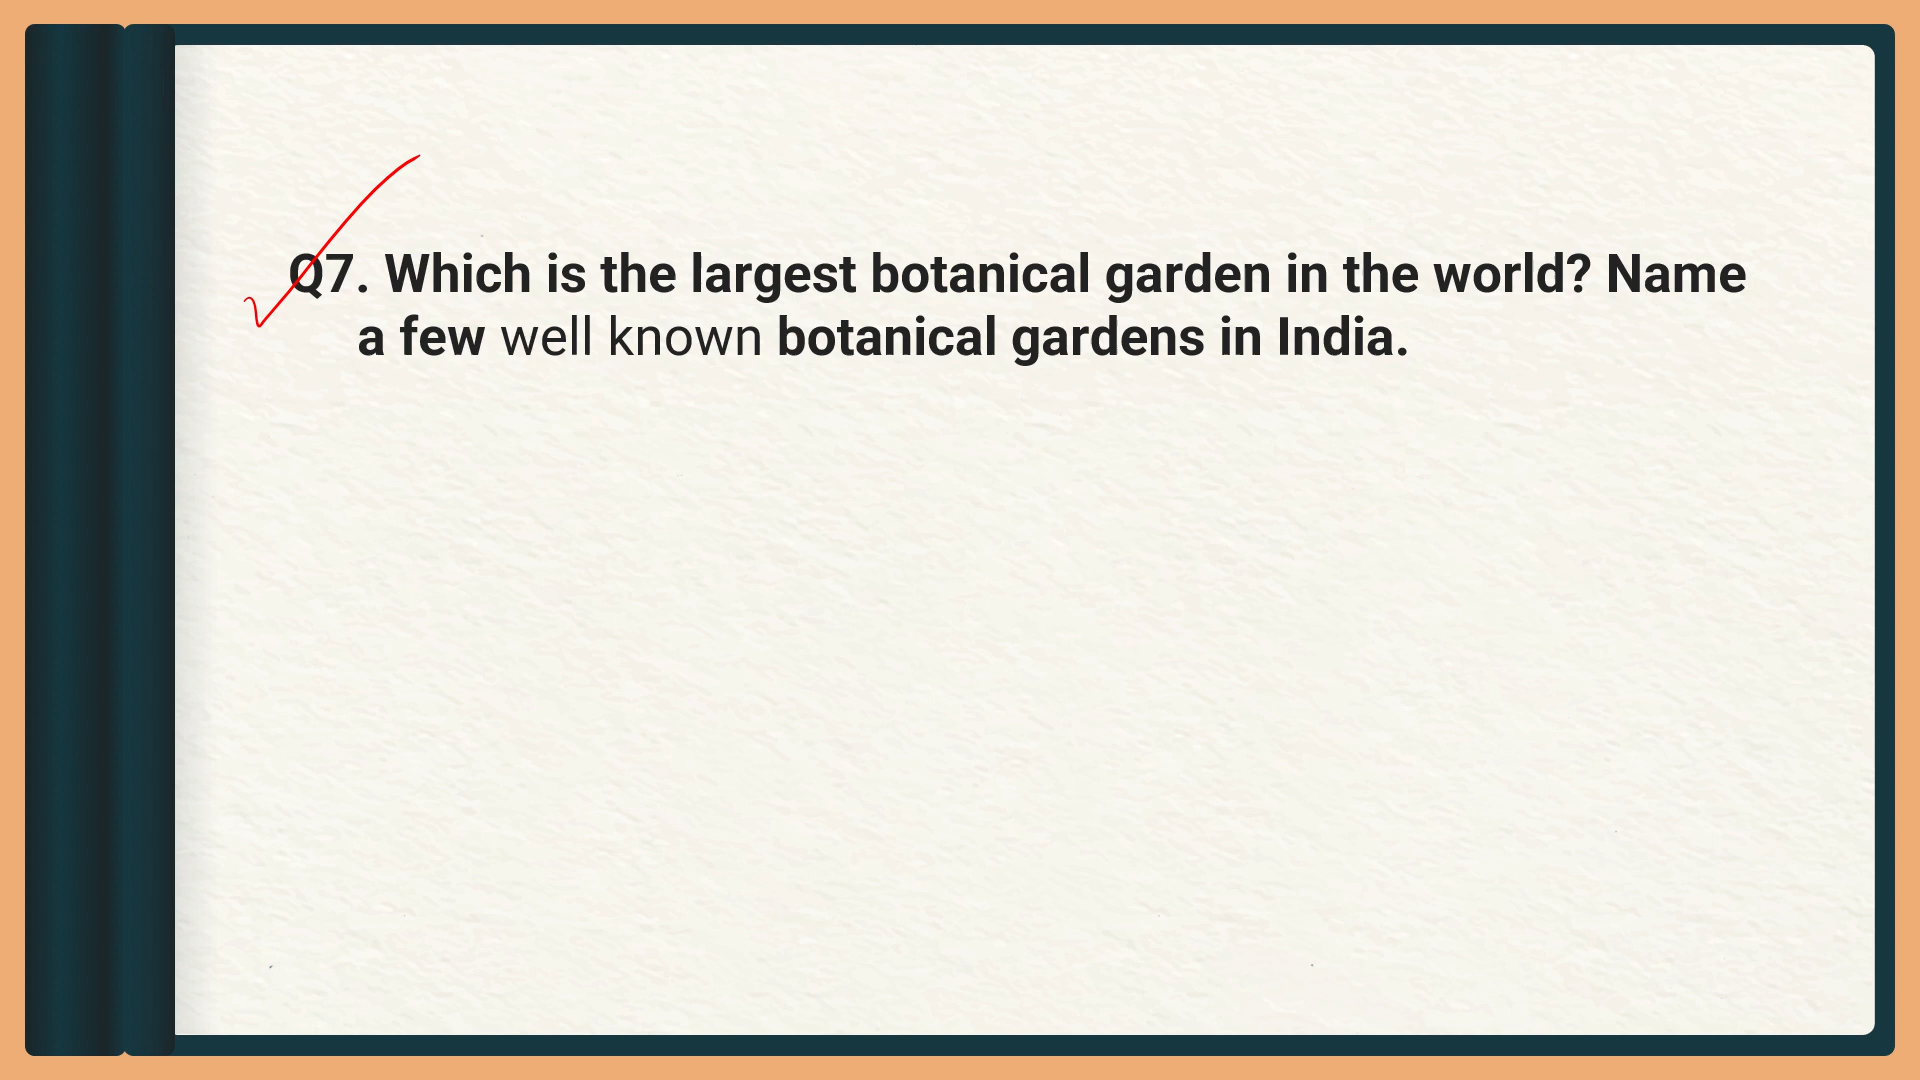 Q7. Which is the largest botanical garden in the world? Name
a few well known botanical gardens in India.